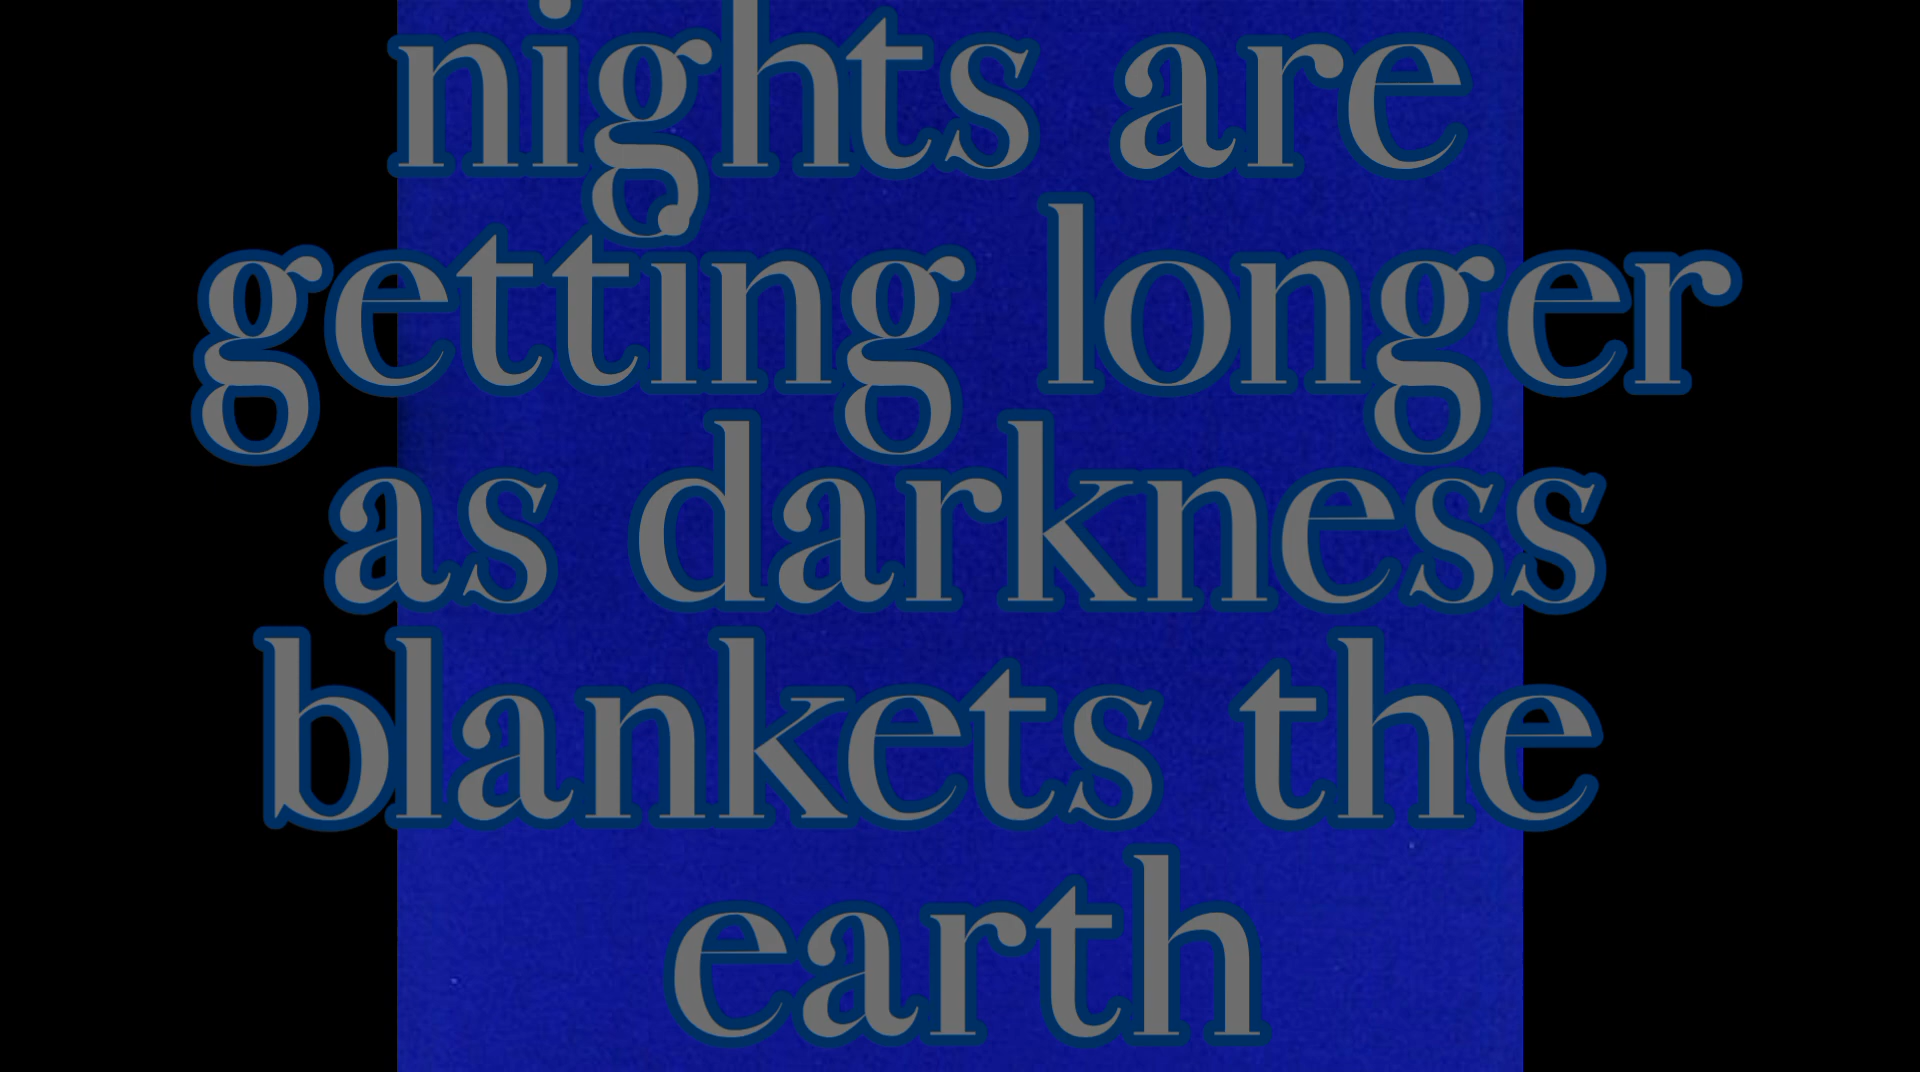 nights are
getting longer
as darkness
blankets the
earth